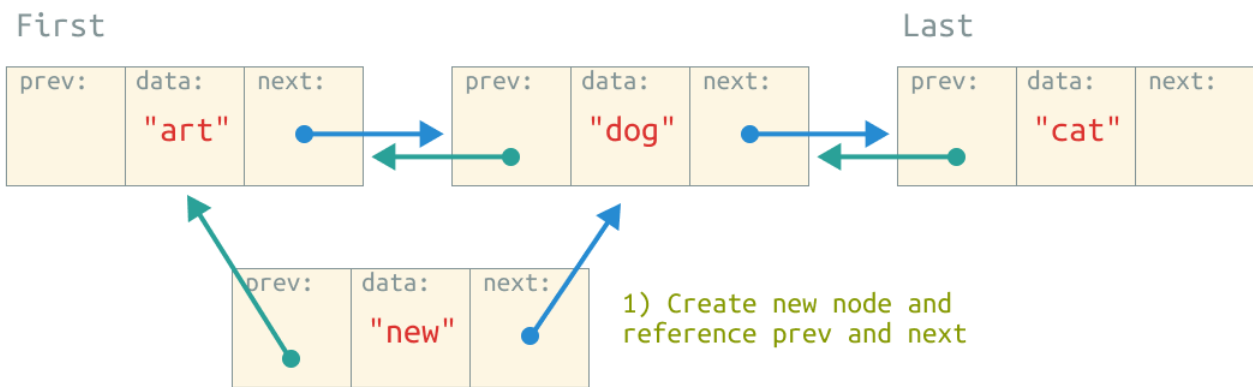 First Last
prev: data: next: prev: data: next: prev: data: next:
"art" "dog" "cat"
prev: data: next:
"new"
1) Create new node and
reference prev and next